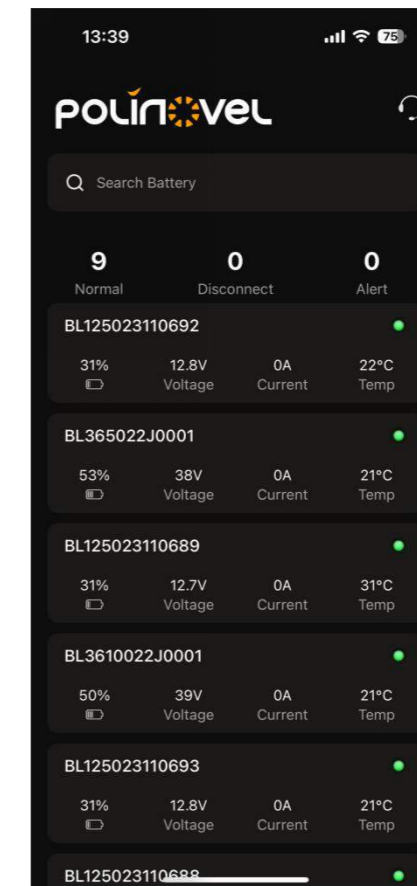 13:39 75
POLINOVEL
Search Battery
9 0 0
Normal Disconnect Alert
BL125023110692
31% 12.8V 0A 22°C
Voltage Current Temp
BL365022J0001
53% 38V 0A 21°C
Voltage Current Temp
BL125023110689
31% 12.7V 0A 31°C
Voltage Current Temp
BL3610022J0001
50% 39V 0A 21°C
Voltage Current Temp
BL125023110693
31% 12.8V 0A 21°C
Voltage Current Temp
BL125023110688